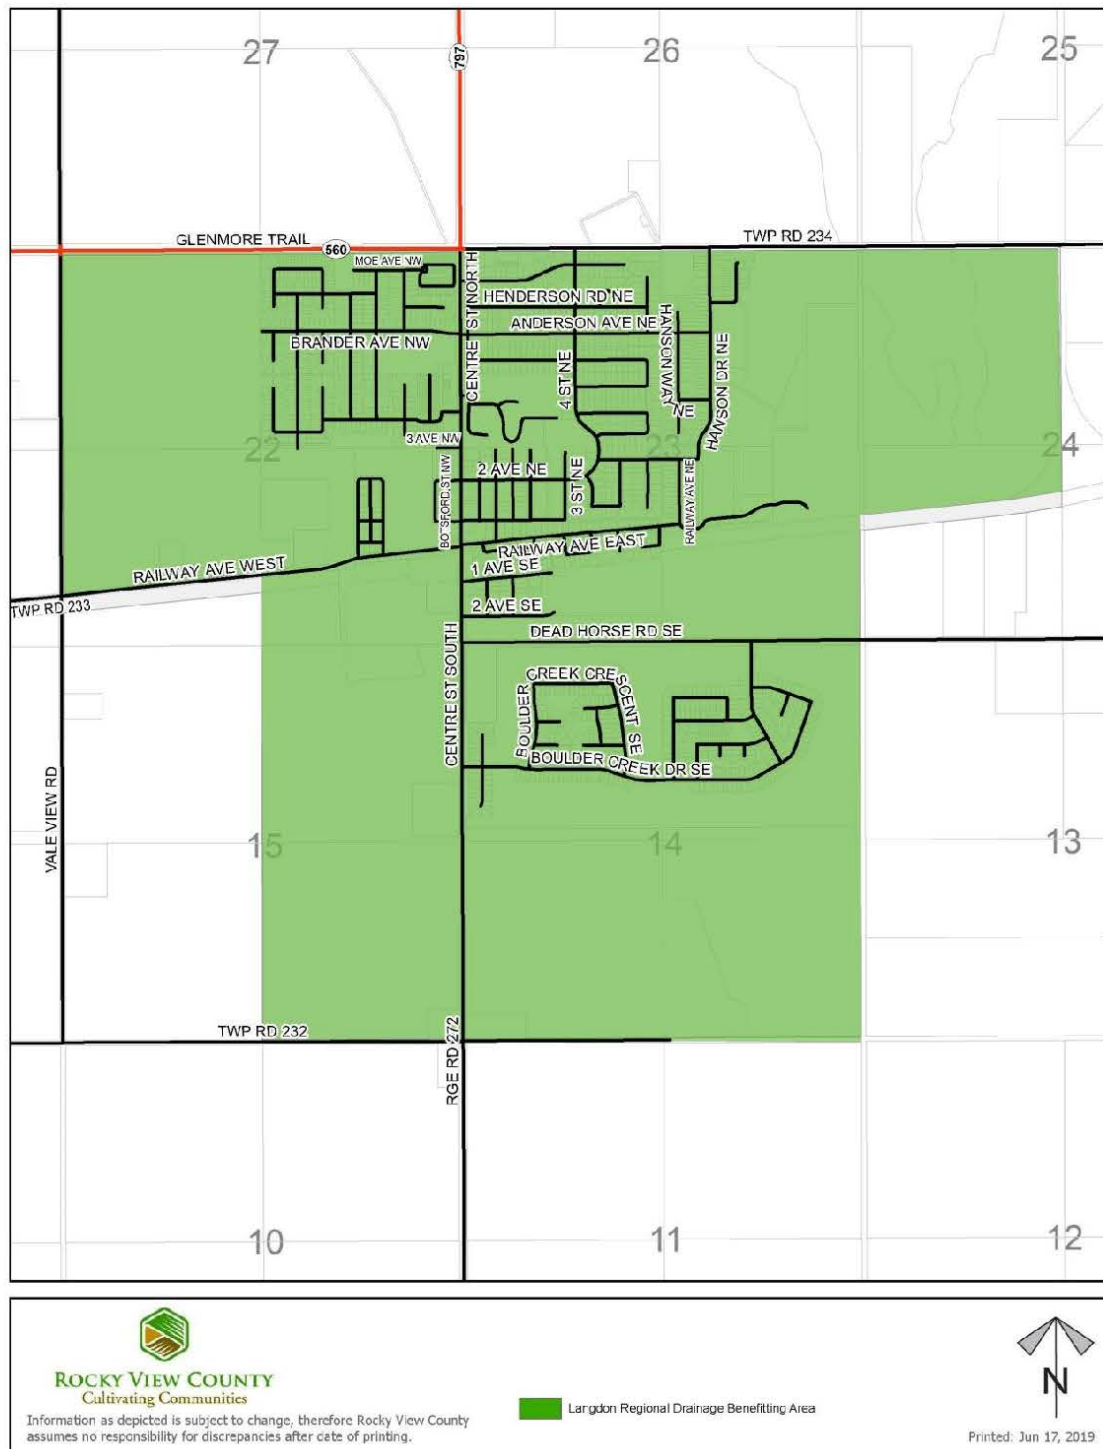 27
797
26
25
GLENMORE TRAIL
560
TWP RD 234
MOE AVE NW
CENTRE ST NORTH
HENDERSON RD NE
ANDERSON AVE NE
BRANDER AVE NW
HANSON WAY
NE
HANSON DR NE
4 ST NE
3 AVE NW
22
23
24
2 AVE NE
BOTSFORD ST NW
3 ST NE
RAILWAY AVE NE
RAILWAY AVE EAST
RAILWAY AVE WEST
1 AVE SE
TWP RD 233
2 AVE SE
DEAD HORSE RD SE
CENTRE ST SOUTH
BOULDER
CREEK CRE
SCENT SE
BOULDER CREEK DR SE
VALE VIEW RD
15
14
13
TWP RD 232
RGE RD 272
10
11
12
ROCKY VIEW COUNTY
Cultivating Communities
Information as depicted is subject to change, therefore Rocky View County
assumes no responsibility for discrepancies after date of printing.
Langdon Regional Drainage Benefitting Area
N
Printed: Jun 17, 2019